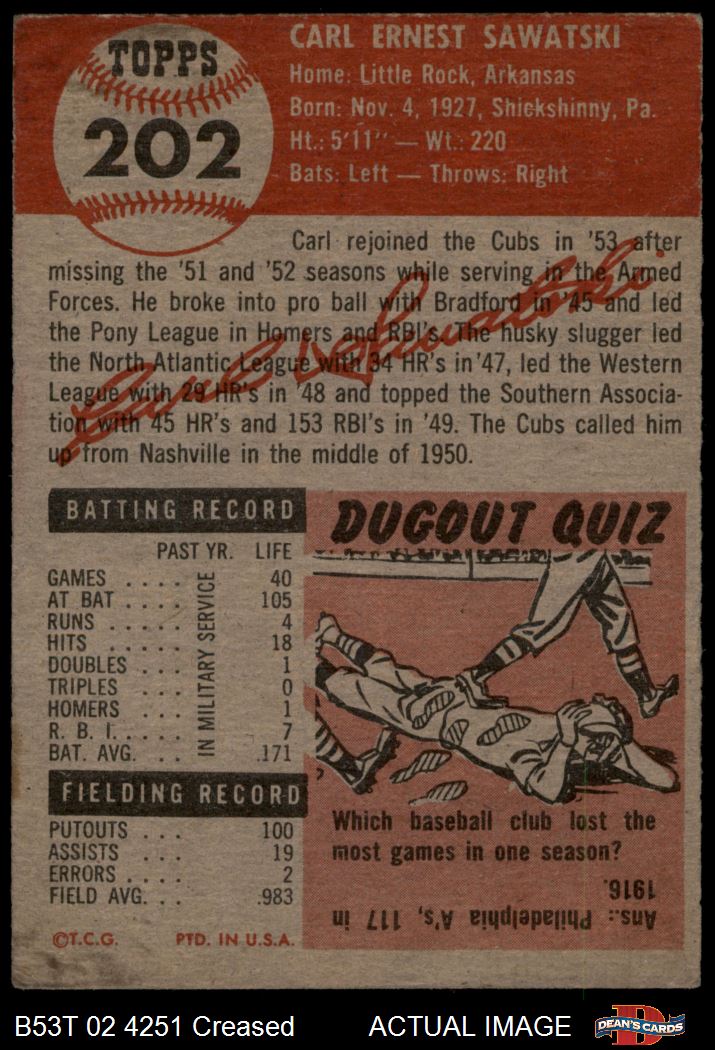 TOPPS
202
CARL ERNEST SAWATSKI
Home: Little Rock, Arkansas
Born: Nov. 4, 1927, Shickshinny, Pa.
Ht.: 5'11" — Wt.: 220
Bats: Left — Throws: Right
Carl rejoined the Cubs in '53 after
missing the '51 and '52 seasons while serving in the Armed
Forces. He broke into pro ball with Bradford in '45 and led
the Pony League in Homers and RBI's. The husky slugger led
the North Atlantic League with 34 HR's in '47, led the Western
League with 29 HR's in '48 and topped the Southern Associa-
tion with 45 HR's and 153 RBI's in '49. The Cubs called him
up from Nashville in the middle of 1950.
Carl Sawatski
BATTING RECORD
PAST YR. LIFE
IN MILITARY SERVICE
GAMES .... 40
AT BAT .... 105
RUNS .... 4
HITS .... 18
DOUBLES ... 1
TRIPLES ... 0
HOMERS ... 1
R. B. I. .... 7
BAT. AVG. ... .171
FIELDING RECORD
PUTOUTS ... 100
ASSISTS ... 19
ERRORS .... 2
FIELD AVG. .. .983
©T.C.G. PTD. IN U.S.A.
DUGOUT QUIZ
Which baseball club lost the
most games in one season?
Ans.: Philadelphia A's, 117 in
1916.
B53T 02 4251 Creased ACTUAL IMAGE
D
DEAN'S CARDS